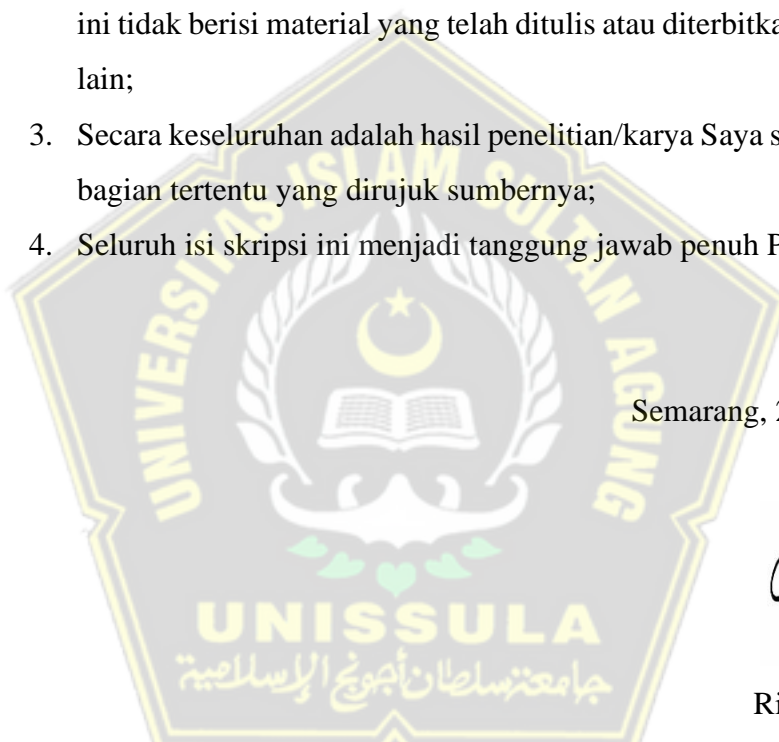 ini tidak berisi material yang telah ditulis atau diterbitka
lain;
3. Secara keseluruhan adalah hasil penelitian/karya Saya s
bagian tertentu yang dirujuk sumbernya;
4. Seluruh isi skripsi ini menjadi tanggung jawab penuh P
UNIVERSITAS ISLAM SULTAN AGUNG
Semarang, 2
UNISSULA
جامعتنسلطان أجونج الإسلامية
Ri